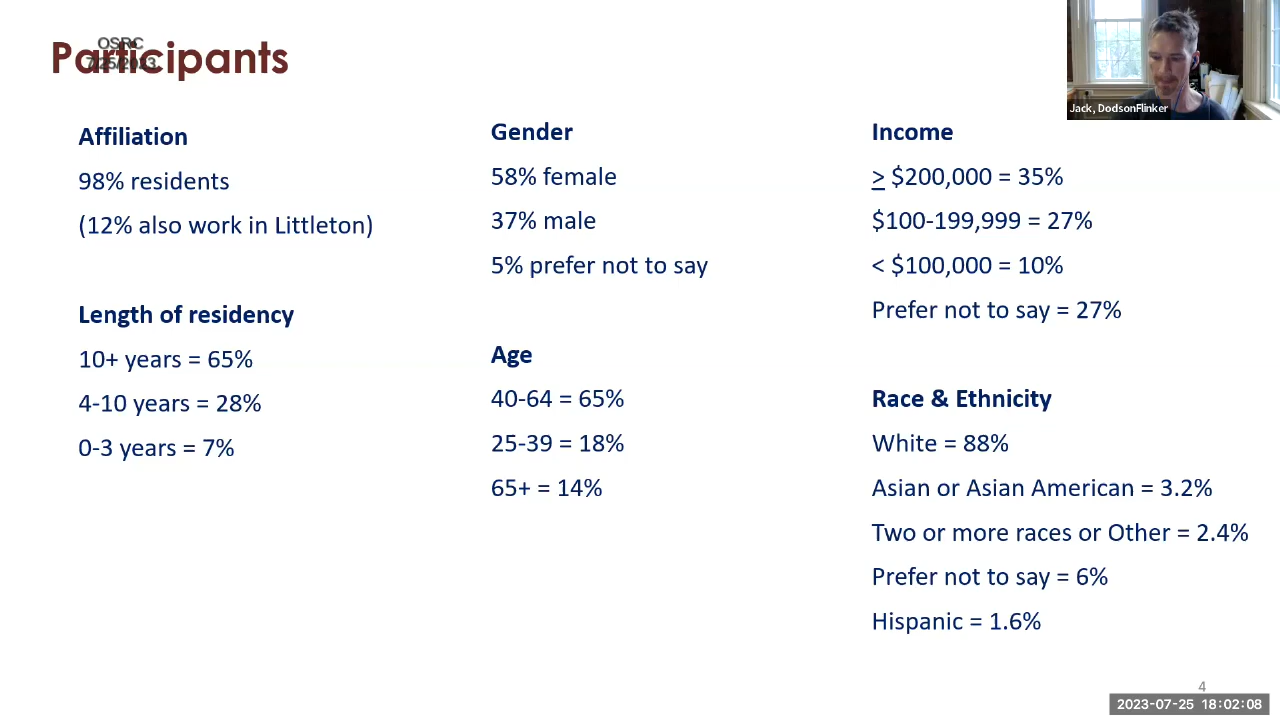 Participants
OSRC
7/25/2023
Jack, DodsonFlinker
Affiliation
98% residents
(12% also work in Littleton)
Length of residency
10+ years = 65%
4-10 years = 28%
0-3 years = 7%
Gender
58% female
37% male
5% prefer not to say
Age
40-64 = 65%
25-39 = 18%
65+ = 14%
Income
> $200,000 = 35%
$100-199,999 = 27%
< $100,000 = 10%
Prefer not to say = 27%
Race & Ethnicity
White = 88%
Asian or Asian American = 3.2%
Two or more races or Other = 2.4%
Prefer not to say = 6%
Hispanic = 1.6%
4
2023-07-25 18:02:08